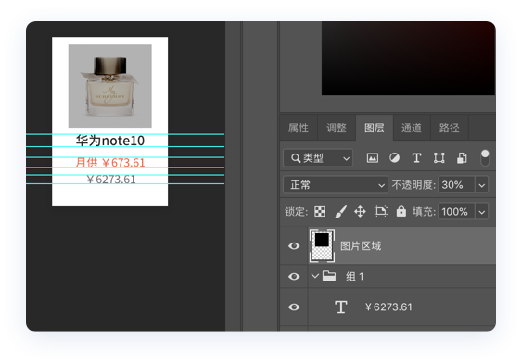 华为note10
月供 ￥673.61
￥6273.61
属性 调整 图层 通道 路径
类型
正常 不透明度: 30%
锁定: 填充: 100%
图片区域
组 1
T ￥6273.61